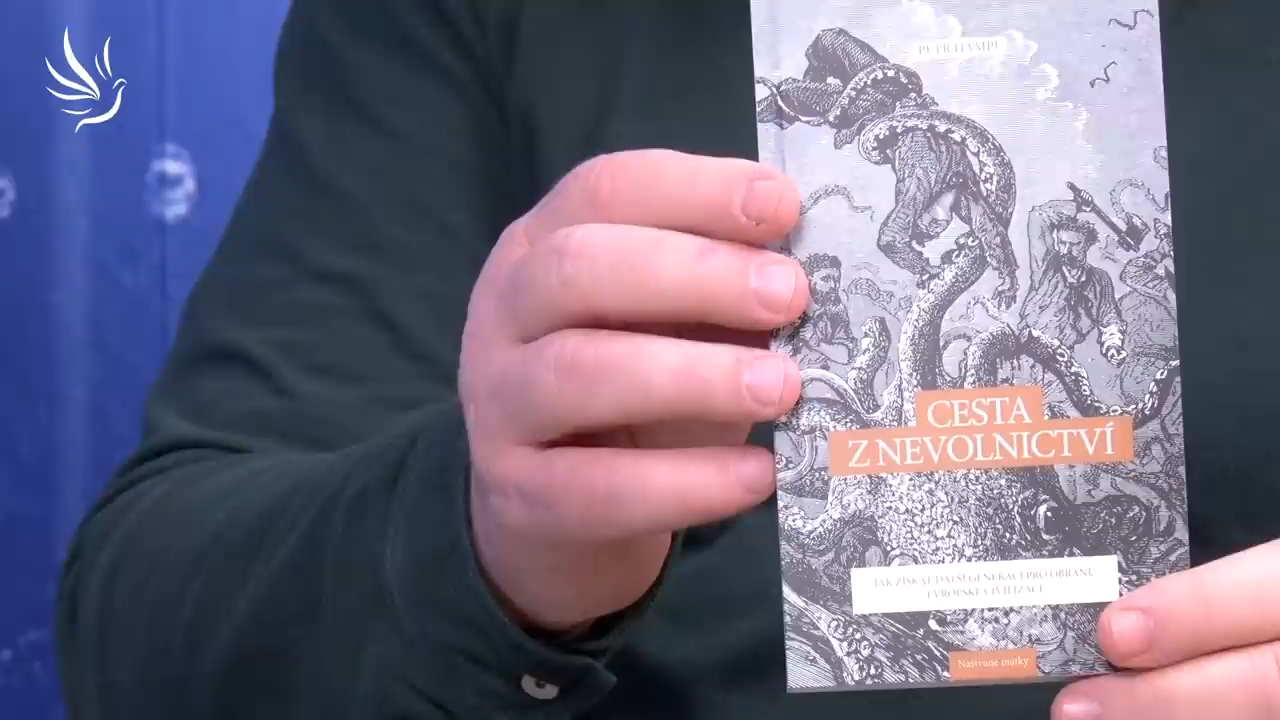 PETR HAMPL
CESTA
Z NEVOLNICTVÍ
JAK ZÍSKAT DALŠÍ GENERACI PRO OBRANU
EVROPSKÉ CIVILIZACE
Naštvané matky